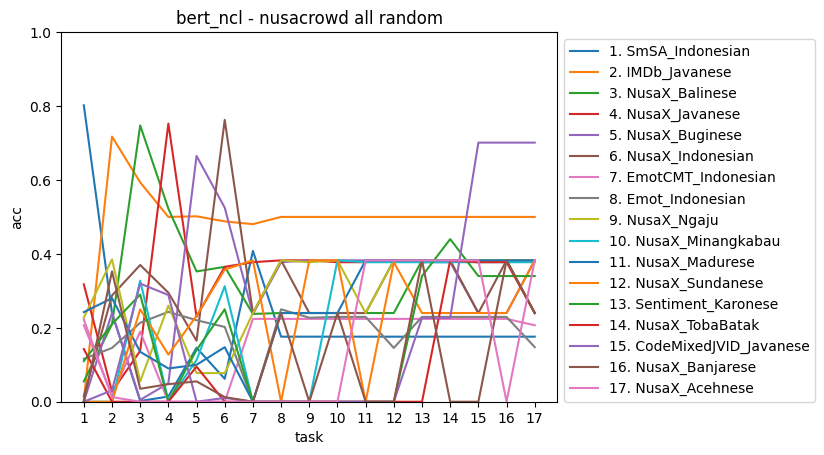 bert_ncl - nusacrowd all random
acc
1.0
0.8
0.6
0.4
0.2
0.0
1 2 3 4 5 6 7 8 9 10 11 12 13 14 15 16 17
task
1. SmSA_Indonesian
2. IMDb_Javanese
3. NusaX_Balinese
4. NusaX_Javanese
5. NusaX_Buginese
6. NusaX_Indonesian
7. EmotCMT_Indonesian
8. Emot_Indonesian
9. NusaX_Ngaju
10. NusaX_Minangkabau
11. NusaX_Madurese
12. NusaX_Sundanese
13. Sentiment_Karonese
14. NusaX_TobaBatak
15. CodeMixedJVID_Javanese
16. NusaX_Banjarese
17. NusaX_Acehnese